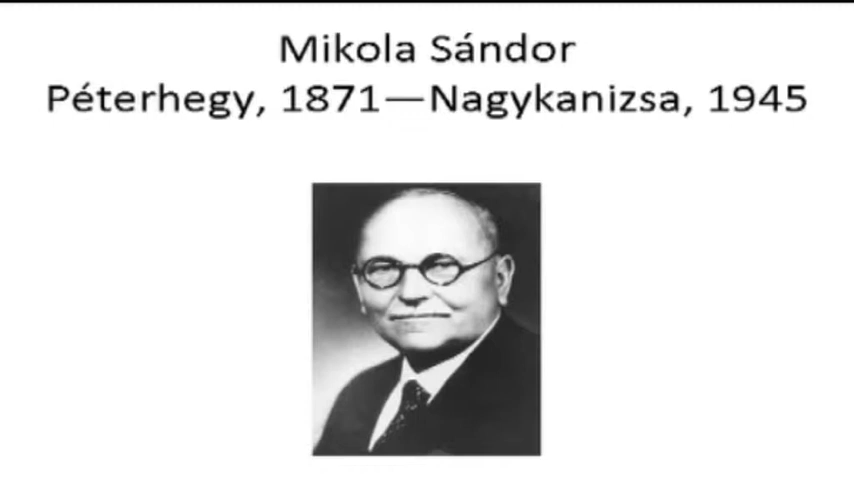 Mikola Sándor
Péterhegy, 1871—Nagykanizsa, 1945